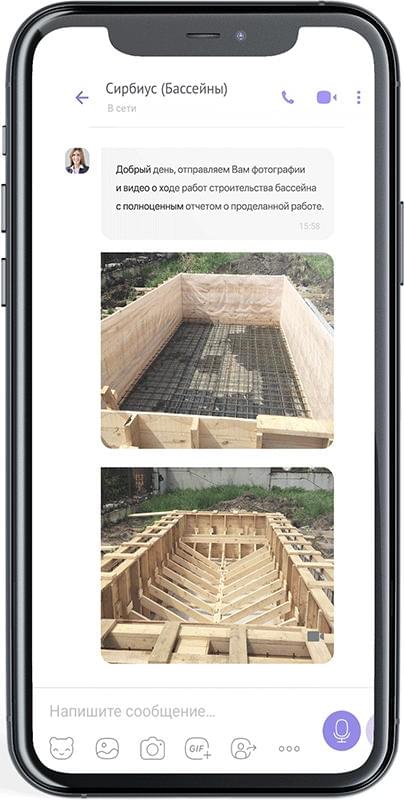 Сирбиус (Бассейны)
В сети
Добрый день, отправляем Вам фотографии
и видео о ходе работ строительства бассейна
с полноценным отчетом о проделанной работе.
15:58
Напишите сообщение...
GIF